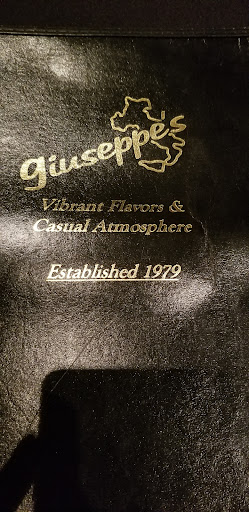 giuseppe's
Vibrant Flavors &
Casual Atmosphere
Established 1979